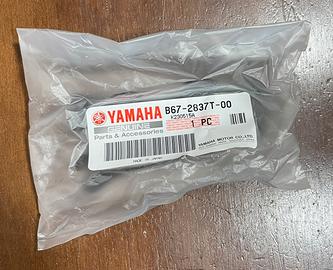 YAMAHA B67-2837T-00
GENUINE K230515A
Parts & Accessories 1 PC
YAMAHA MOTOR CO.,LTD.
MADE IN JAPAN